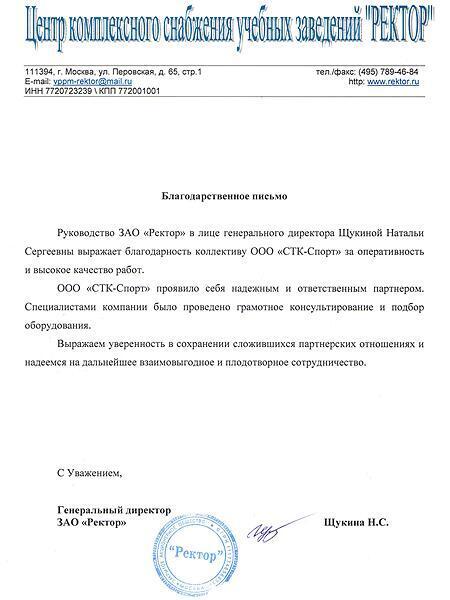 Центр комплексного снабжения учебных заведений "РЕКТОР"
111394, г. Москва, ул. Перовская, д. 65, стр.1
тел./факс: (495) 789-46-84
E-mail: vppm-rektor@mail.ru
http: www.rektor.ru
ИНН 7720723239 \ КПП 772001001
Благодарственное письмо
Руководство ЗАО «Ректор» в лице генерального директора Щукиной Натальи
Сергеевны выражает благодарность коллективу ООО «СТК-Спорт» за оперативность
и высокое качество работ.
ООО «СТК-Спорт» проявило себя надежным и ответственным партнером.
Специалистами компании было проведено грамотное консультирование и подбор
оборудования.
Выражаем уверенность в сохранении сложившихся партнерских отношениях и
надеемся на дальнейшее взаимовыгодное и плодотворное сотрудничество.
С Уважением,
Генеральный директор
ЗАО «Ректор»
Щукина Н.С.
"Ректор"